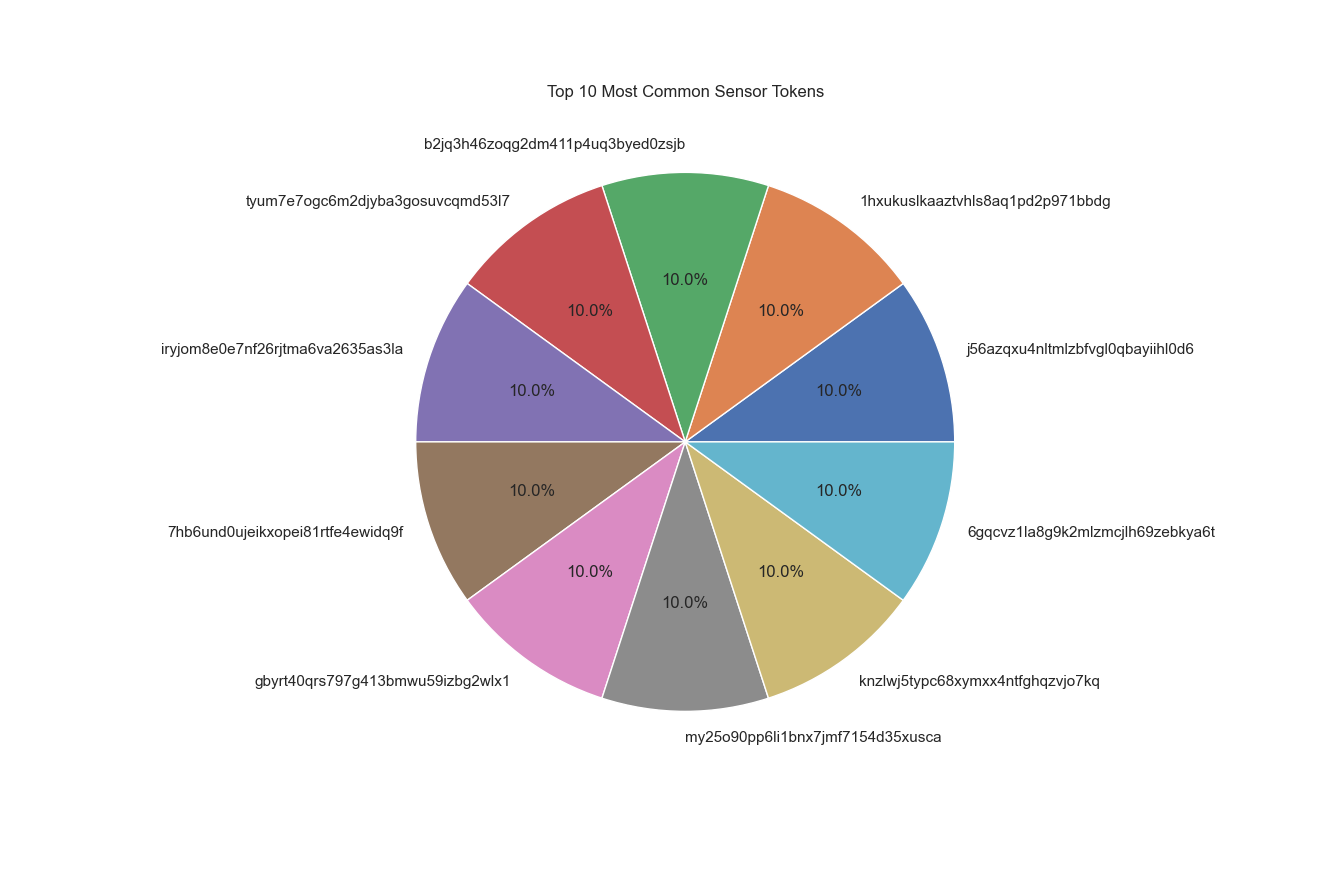 Top 10 Most Common Sensor Tokens
b2jq3h46zoqg2dm411p4uq3byed0zsjb
tyum7e7ogc6m2djyba3gosuvcqmd53l7
1hxukuslkaaztvhls8aq1pd2p971bbdg
10.0%
10.0%
10.0%
iryjom8e0e7nf26rjtma6va2635as3la
j56azqxu4nltmlzbfvgl0qbayiihl0d6
10.0%
10.0%
10.0%
10.0%
7hb6und0ujeikxopei81rtfe4ewidq9f
6gqcvz1la8g9k2mlzmcjlh69zebkya6t
10.0%
10.0%
10.0%
gbyrt40qrs797g413bmwu59izbg2wlx1
knzlwj5typc68xymxx4ntfghqzvjo7kq
my25o90pp6li1bnx7jmf7154d35xusca